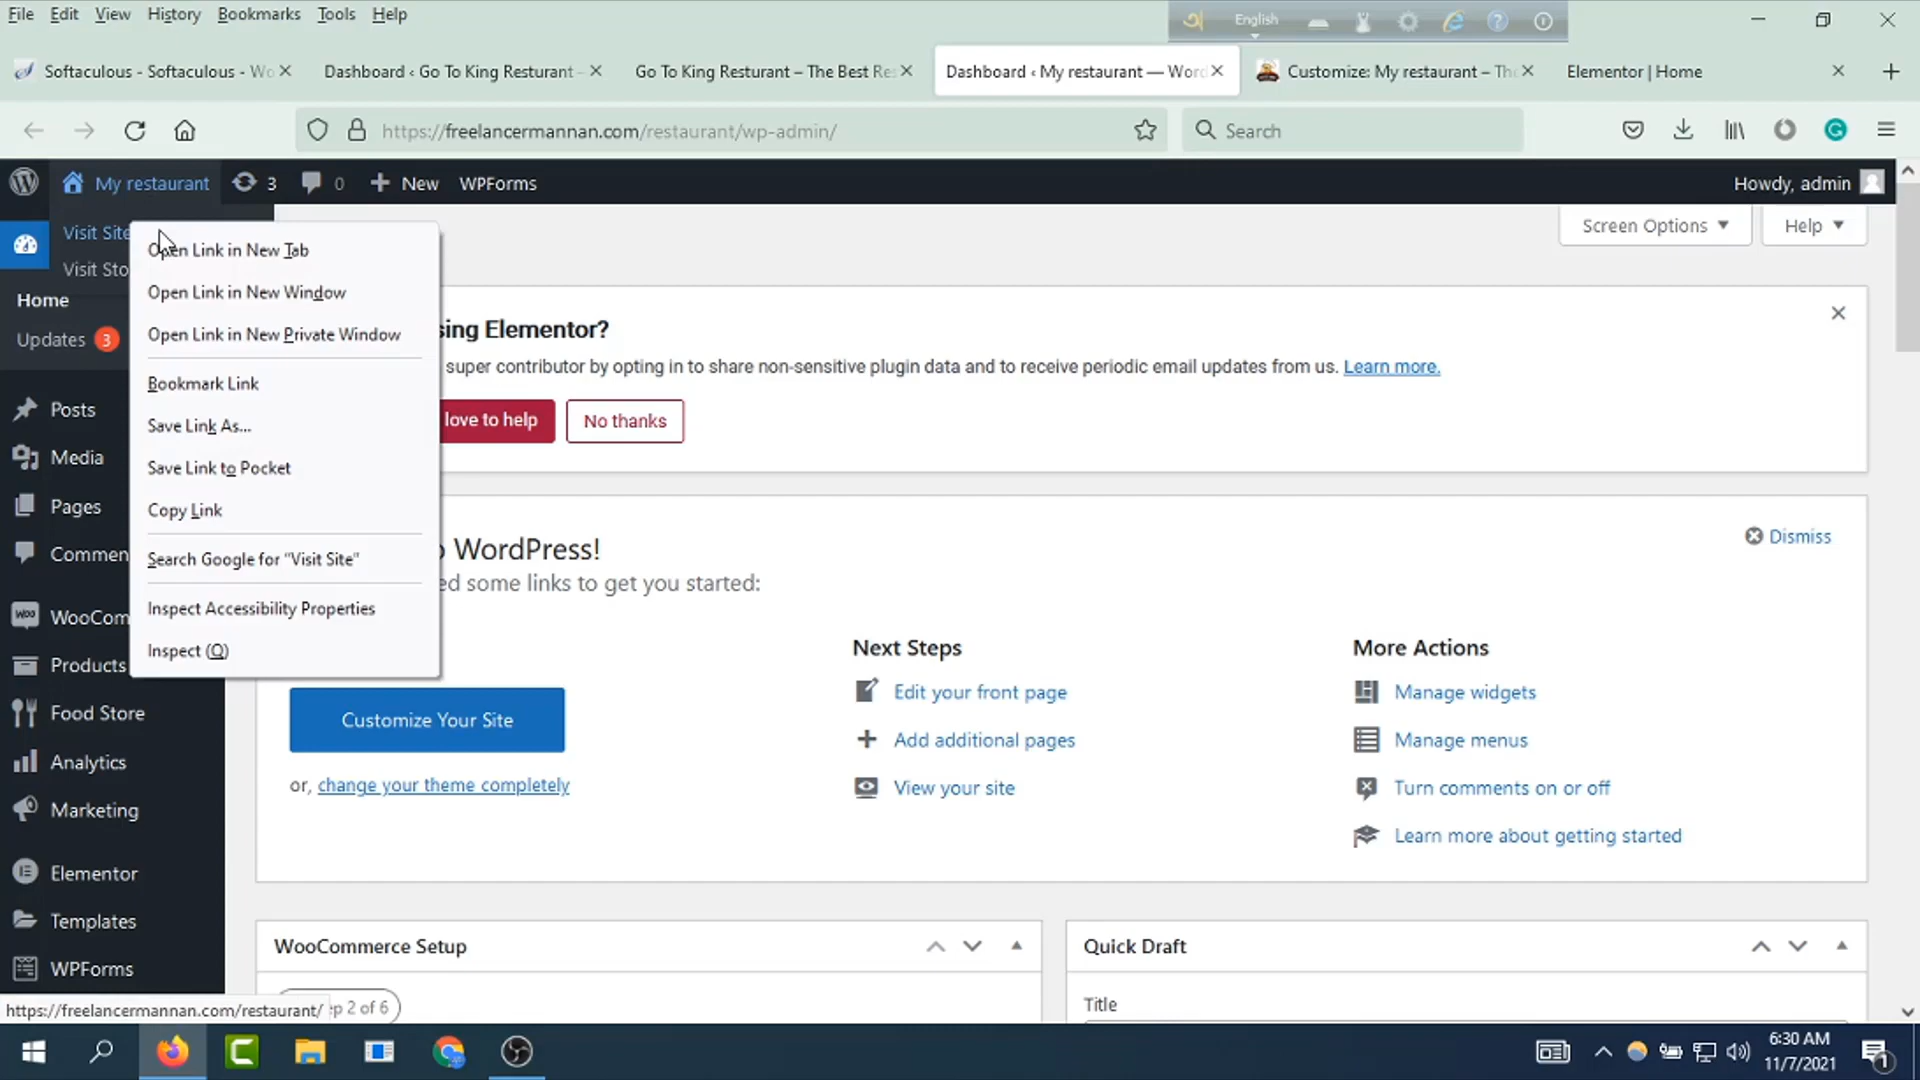 File Edit View History Bookmarks Tools Help
English
Softaculous - Softaculous - Wo
Dashboard ‹ Go To King Resturant -
Go To King Resturant – The Best Res
Dashboard ‹ My restaurant — Word
Customize: My restaurant – The
Elementor | Home
https://freelancermannan.com/restaurant/wp-admin/
Search
My restaurant 3 0 New WPForms
Howdy, admin
Visit Site
Visit Sto
Home
Updates 3
Posts
Media
Pages
Commen
WooCom
Products
Food Store
Analytics
Marketing
Elementor
Templates
WPForms
Open Link in New Tab
Open Link in New Window
Open Link in New Private Window
Bookmark Link
Save Link As...
Save Link to Pocket
Copy Link
Search Google for “Visit Site”
Inspect Accessibility Properties
Inspect (Q)
Screen Options
Help
sing Elementor?
super contributor by opting in to share non-sensitive plugin data and to receive periodic email updates from us. Learn more.
love to help
No thanks
WordPress!
ed some links to get you started:
Dismiss
Customize Your Site
or, change your theme completely
Next Steps
Edit your front page
Add additional pages
View your site
More Actions
Manage widgets
Manage menus
Turn comments on or off
Learn more about getting started
WooCommerce Setup
ep 2 of 6
Quick Draft
Title
https://freelancermannan.com/restaurant/
6:30 AM
11/7/2021
1